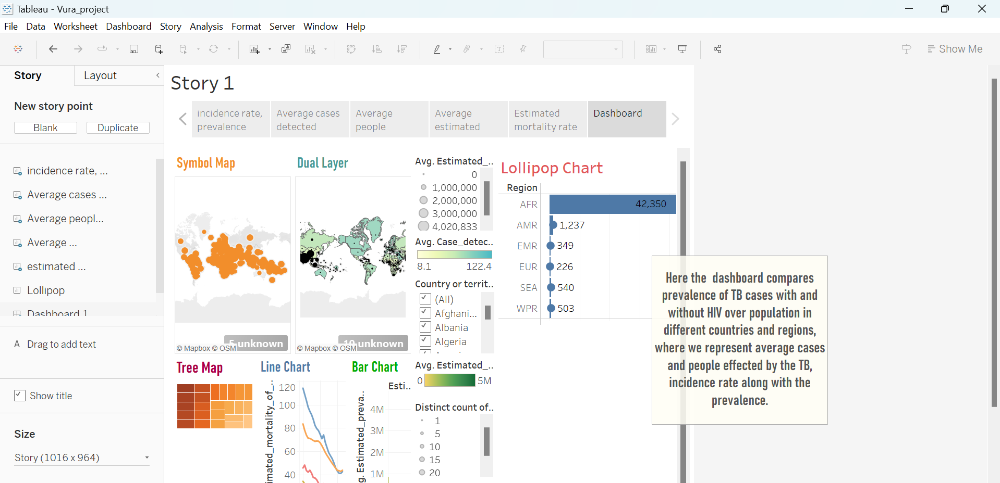 Tableau - Vura_project
File Data Worksheet Dashboard Story Analysis Format Server Window Help
Show Me
Story
Layout
New story point
Blank
Duplicate
incidence rate, ...
Average cases ...
Average peopl...
Average ...
estimated ...
Lollipop
Dashboard 1
A Drag to add text
Show title
Size
Story (1016 x 964)
Story 1
incidence rate,
prevalence
Average cases
detected
Average
people
Average
estimated
Estimated
mortality rate
Dashboard
Symbol Map
5 unknown
© Mapbox © OSM
Dual Layer
10 unknown
© Mapbox © OSM
Avg. Estimated_..
0
1,000,000
2,000,000
3,000,000
4,020,833
Avg. Case_detec..
8.1 122.4
Country or territ..
(All)
Afghani...
Albania
Algeria
Avg. Estimated_..
0 5M
Distinct count of..
1
5
10
15
20
Lollipop Chart
Region
AFR 42,350
AMR 1,237
EMR 349
EUR 226
SEA 540
WPR 503
Here the dashboard compares
prevalence of TB cases with and
without HIV over population in
different countries and regions,
where we represent average cases
and people effected by the TB,
incidence rate along with the
prevalence.
Tree Map
Line Chart
imated_mortality_of_..
120
100
80
60
40
Bar Chart
Esti..
g. Estimated_preva..
4M
3M
2M
1M